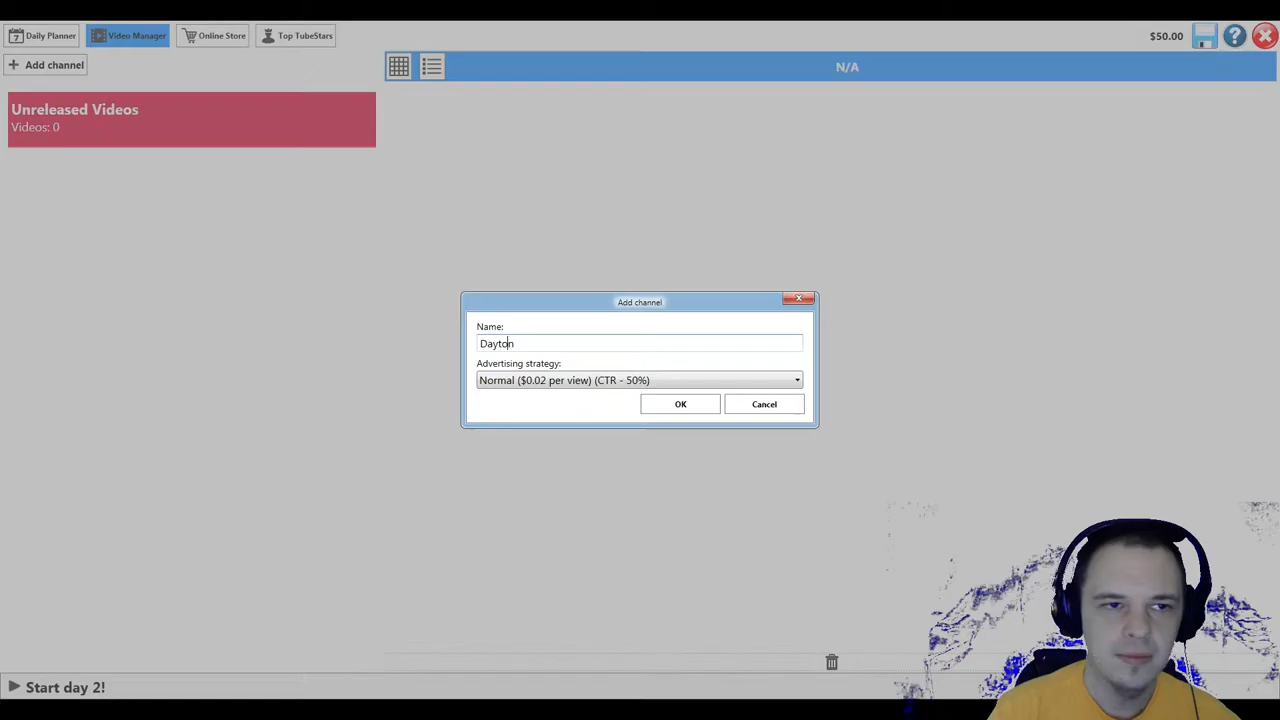 7 Daily Planner Video Manager Online Store Top TubeStars $50.00 ?
+ Add channel N/A
Unreleased Videos
Videos: 0
Add channel
Name:
Dayton
Advertising strategy:
Normal ($0.02 per view) (CTR - 50%)
OK Cancel
Start day 2!